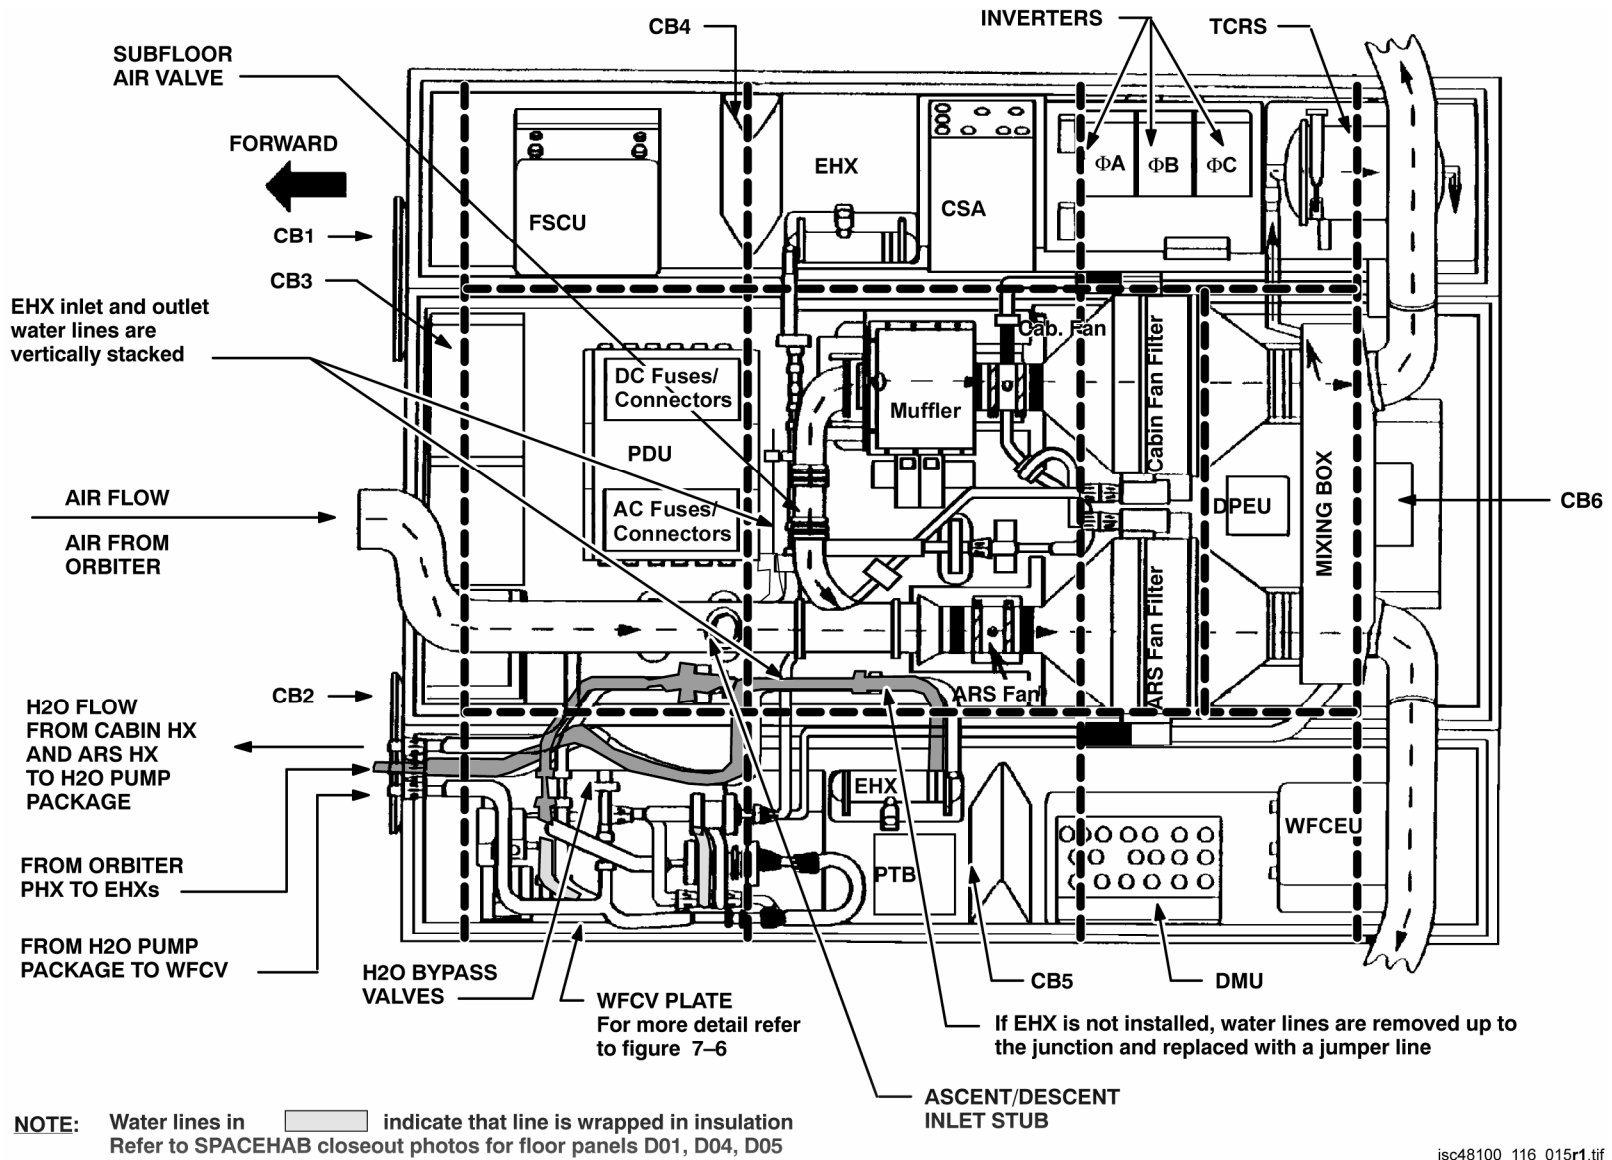 CB4
INVERTERS
TCRS
SUBFLOOR
AIR VALVE
FORWARD
EHX
ΦA
ΦB
ΦC
CSA
FSCU
CB1
CB3
EHX inlet and outlet
water lines are
vertically stacked
Cab. Fan
DC Fuses/
Connectors
Muffler
Cabin Fan Filter
PDU
AIR FLOW
AIR FROM
ORBITER
AC Fuses/
Connectors
DPEU
MIXING BOX
CB6
ARS Fan Filter
ARS Fan
CB2
H2O FLOW
FROM CABIN HX
AND ARS HX
TO H2O PUMP
PACKAGE
EHX
WFCEU
PTB
FROM ORBITER
PHX TO EHXs
FROM H2O PUMP
PACKAGE TO WFCV
H2O BYPASS
VALVES
WFCV PLATE
For more detail refer
to figure 7–6
CB5
DMU
If EHX is not installed, water lines are removed up to
the junction and replaced with a jumper line
ASCENT/DESCENT
INLET STUB
NOTE: Water lines in indicate that line is wrapped in insulation
Refer to SPACEHAB closeout photos for floor panels D01, D04, D05
jsc48100_116_015r1.tif